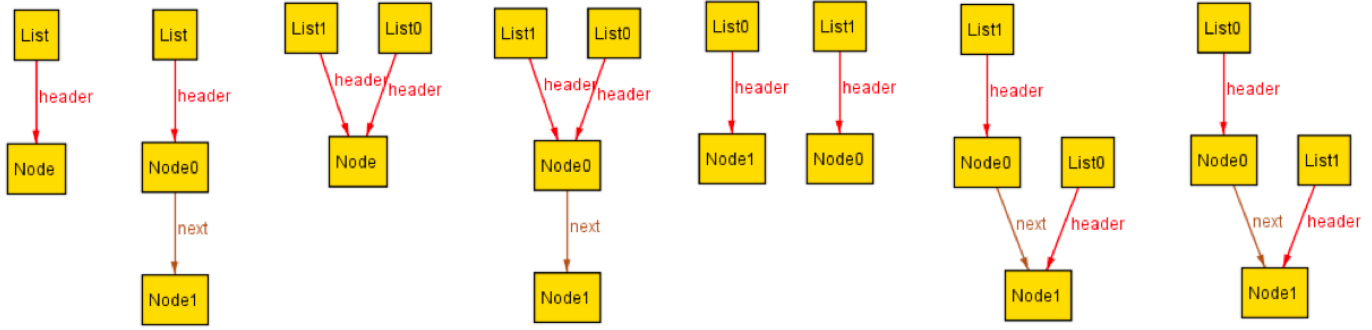 List
header
Node
List
header
Node0
next
Node1
List1 List0
header header
Node
List1 List0
header header
Node0
next
Node1
List0 List1
header header
Node1 Node0
List1
header
Node0 List0
next header
Node1
List0
header
Node0 List1
next header
Node1